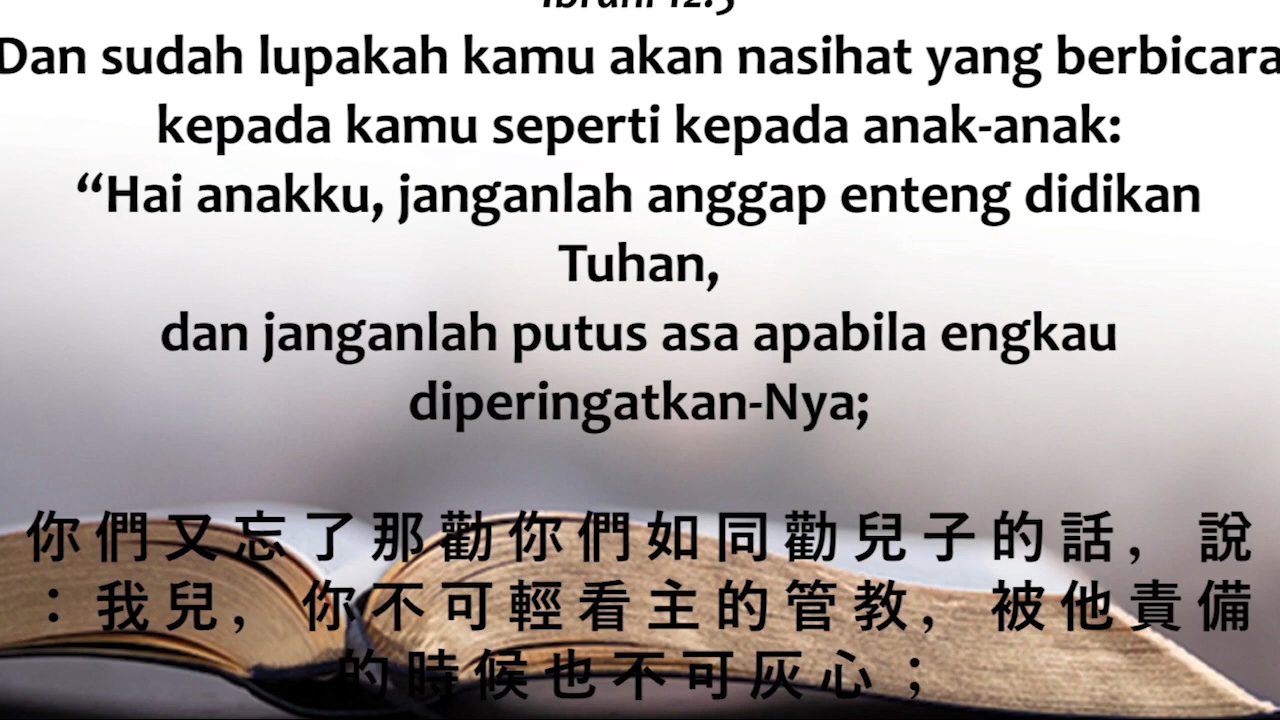 Ibrani 12:5
Dan sudah lupakah kamu akan nasihat yang berbicara
kepada kamu seperti kepada anak-anak:
“Hai anakku, janganlah anggap enteng didikan
Tuhan,
dan janganlah putus asa apabila engkau
diperingatkan-Nya;
你們又忘了那勸你們如同勸兒子的話，說
：我兒，你不可輕看主的管教，被他責備
的時候也不可灰心；